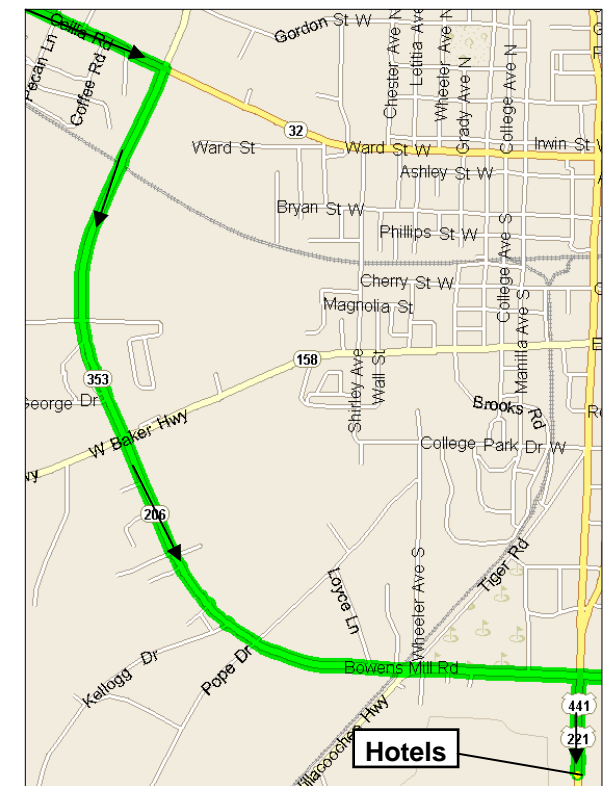 Gordon St W
Chester Ave N
Letitia Ave
Wheeler Ave N
Grady Ave N
College Ave N
Celila Rd
Pecan Ln
Coffee Rd
32
Ward St
Ward St W
Irwin St
Ashley St W
Bryan St W
Phillips St W
Cherry St W
Magnolia St
College Ave S
Manilla Ave S
158
Shirley Ave
Wall St
353
George Dr
W Baker Hwy
Brooks Rd
College Park Dr W
206
Tiger Rd
Loyce Ln
Wheeler Ave S
Kellogg Dr
Pope Dr
Bowens Mill Rd
441
221
Hotels